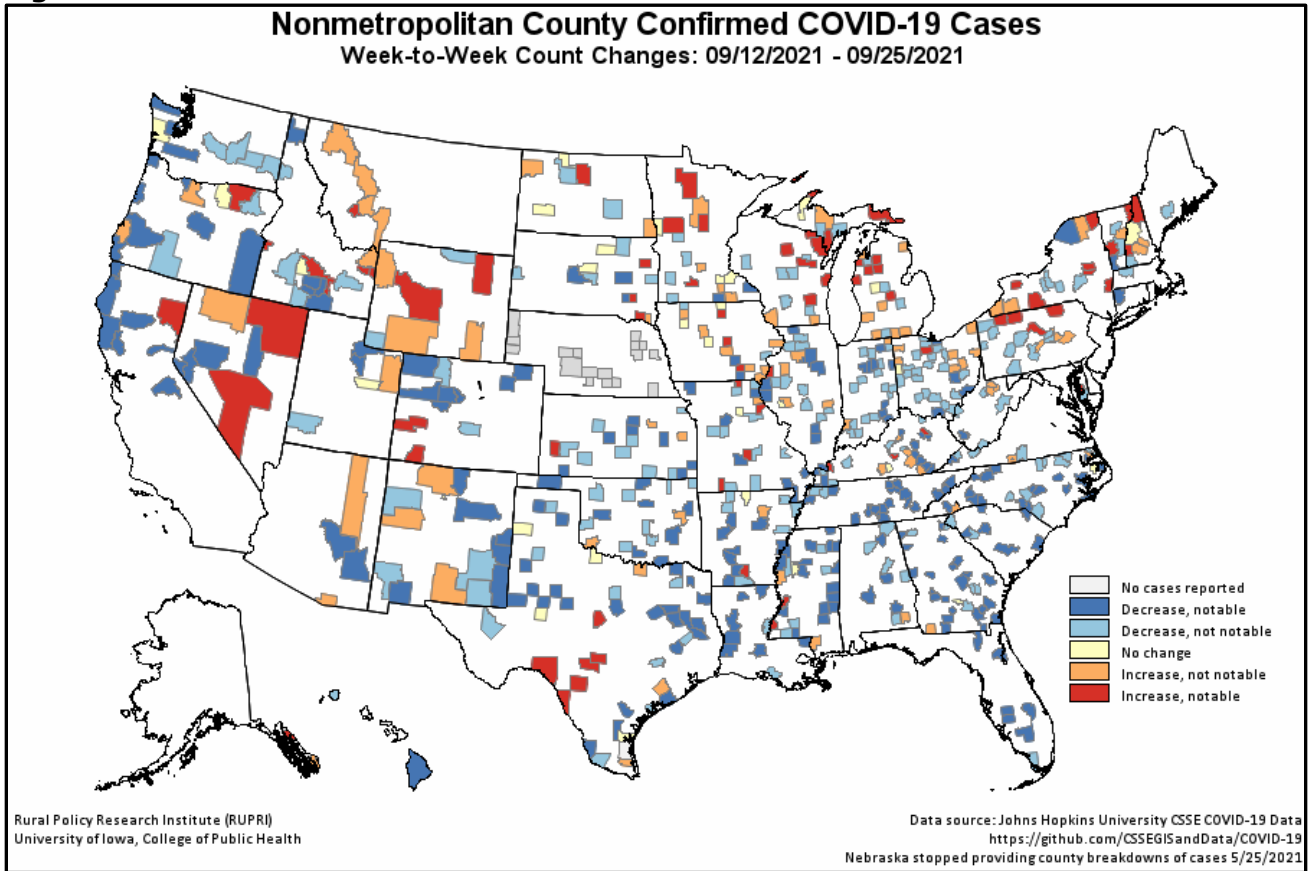 Nonmetropolitan County Confirmed COVID-19 Cases
Week-to-Week Count Changes: 09/12/2021 - 09/25/2021
No cases reported
Decrease, notable
Decrease, not notable
No change
Increase, not notable
Increase, notable
Rural Policy Research Institute (RUPRI)
University of Iowa, College of Public Health
Data source: Johns Hopkins University CSSE COVID-19 Data
https://github.com/CSSEGISandData/COVID-19
Nebraska stopped providing county breakdowns of cases 5/25/2021